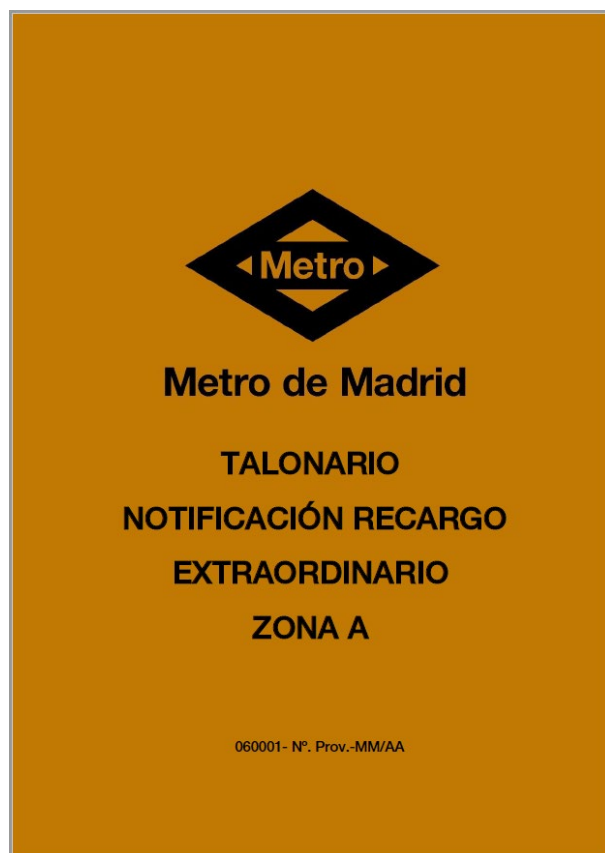 Metro
Metro de Madrid
TALONARIO
NOTIFICACIÓN RECARGO
EXTRAORDINARIO
ZONA A
060001- Nº. Prov.-MM/AA